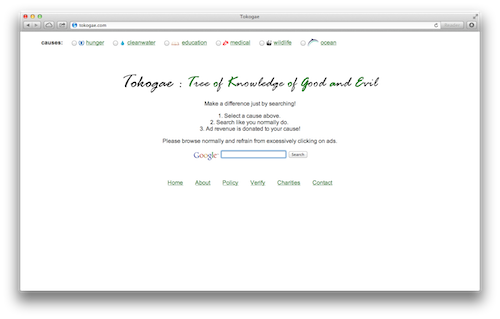 Tokogae
tokogae.com
Reader
causes: hunger cleanwater education medical wildlife ocean
Tokogae : Tree of Knowledge of Good and Evil
Make a difference just by searching!
1. Select a cause above.
2. Search like you normally do.
3. Ad revenue is donated to your cause!
Please browse normally and refrain from excessively clicking on ads.
Google Search
Home About Policy Verify Charities Contact